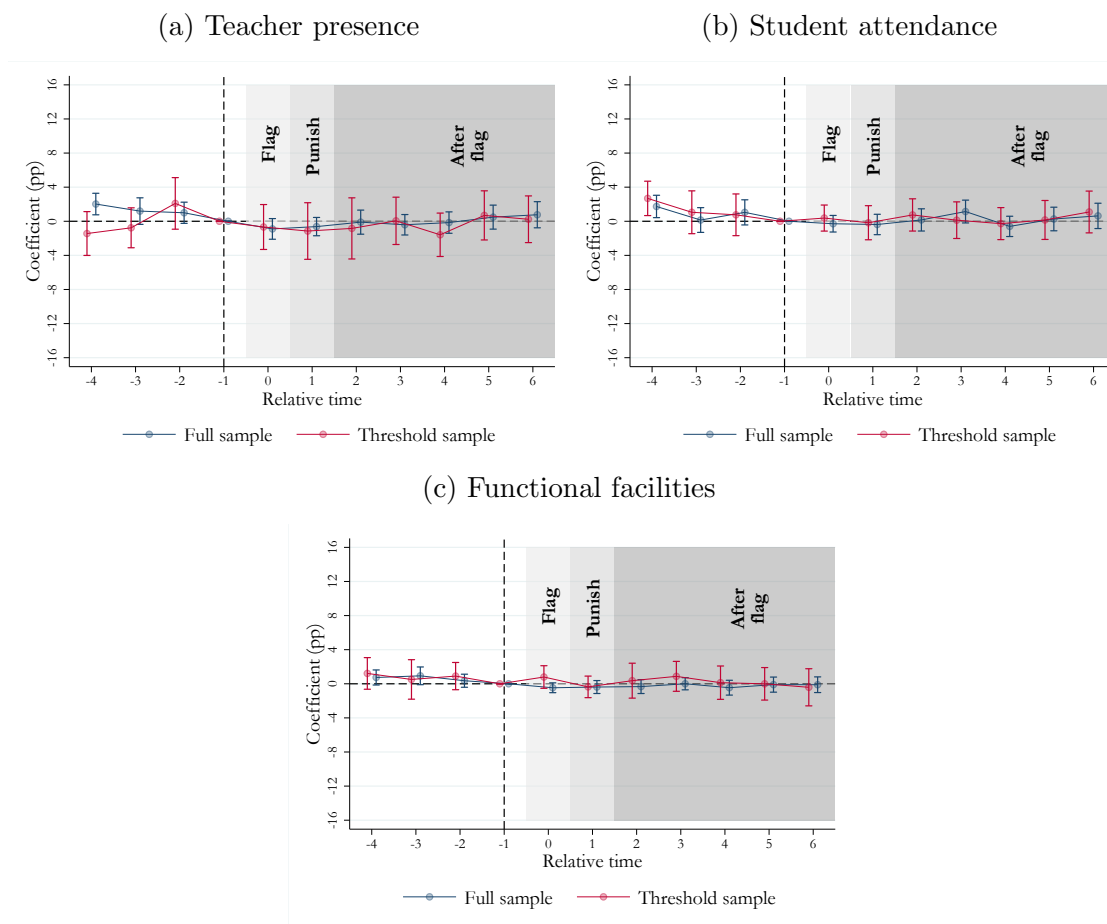 (a) Teacher presence
(b) Student attendance
Coefficient (pp)
16
12
8
4
0
-4
-8
-12
-16
Flag
Punish
After
flag
-4 -3 -2 -1 0 1 2 3 4 5 6
Relative time
Full sample Threshold sample
Coefficient (pp)
16
12
8
4
0
-4
-8
-12
-16
Flag
Punish
After
flag
-4 -3 -2 -1 0 1 2 3 4 5 6
Relative time
Full sample Threshold sample
(c) Functional facilities
Coefficient (pp)
16
12
8
4
0
-4
-8
-12
-16
Flag
Punish
After
flag
-4 -3 -2 -1 0 1 2 3 4 5 6
Relative time
Full sample Threshold sample